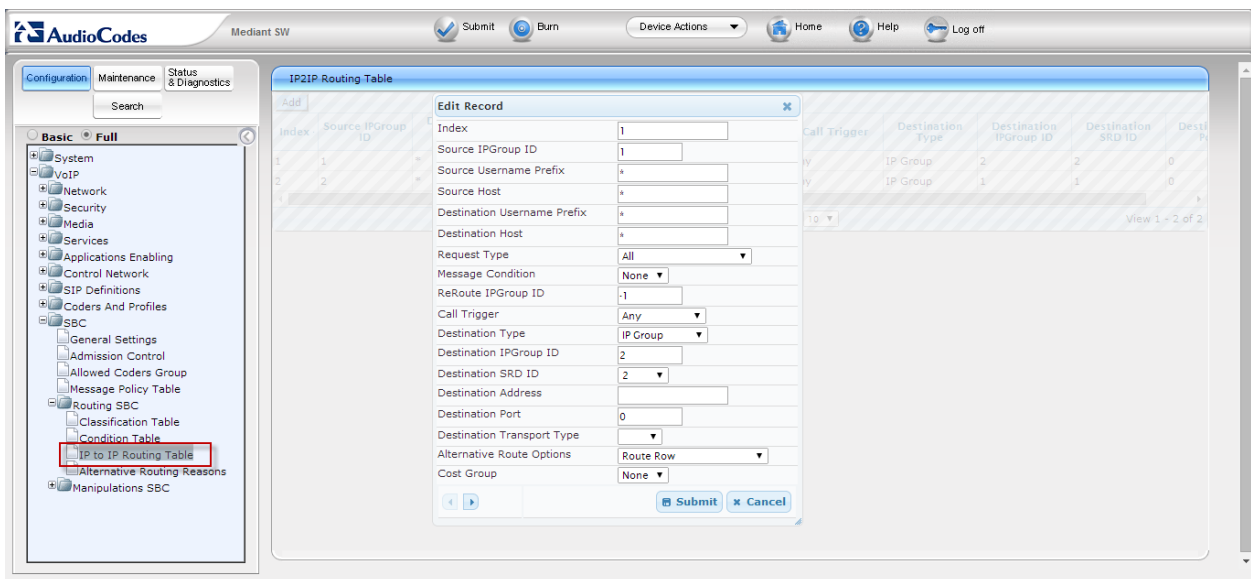 AudioCodes
Mediant SW
Submit
Burn
Device Actions
Home
Help
Log off
Configuration
Maintenance
Status
& Diagnostics
Search
Basic Full
System
VoIP
Network
Security
Media
Services
Applications Enabling
Control Network
SIP Definitions
Coders And Profiles
SBC
General Settings
Admission Control
Allowed Coders Group
Message Policy Table
Routing SBC
Classification Table
Condition Table
IP to IP Routing Table
Alternative Routing Reasons
Manipulations SBC
IP2IP Routing Table
Add
Index
Source IPGroup
ID
Call Trigger
Destination
Type
Destination
IPGroup ID
Destination
SRD ID
1 1 * IP Group 2 2 0
2 2 * IP Group 1 1 0
10
View 1 - 2 of 2
Edit Record
Index 1
Source IPGroup ID 1
Source Username Prefix *
Source Host *
Destination Username Prefix *
Destination Host *
Request Type All
Message Condition None
ReRoute IPGroup ID -1
Call Trigger Any
Destination Type IP Group
Destination IPGroup ID 2
Destination SRD ID 2
Destination Address
Destination Port 0
Destination Transport Type
Alternative Route Options Route Row
Cost Group None
Submit
Cancel